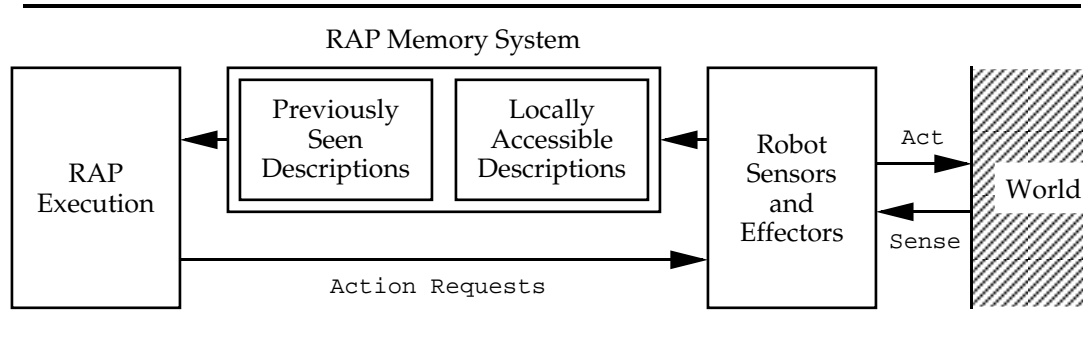 RAP Memory System
RAP
Execution
Previously
Seen
Descriptions
Locally
Accessible
Descriptions
Robot
Sensors
and
Effectors
Act
Sense
World
Action Requests